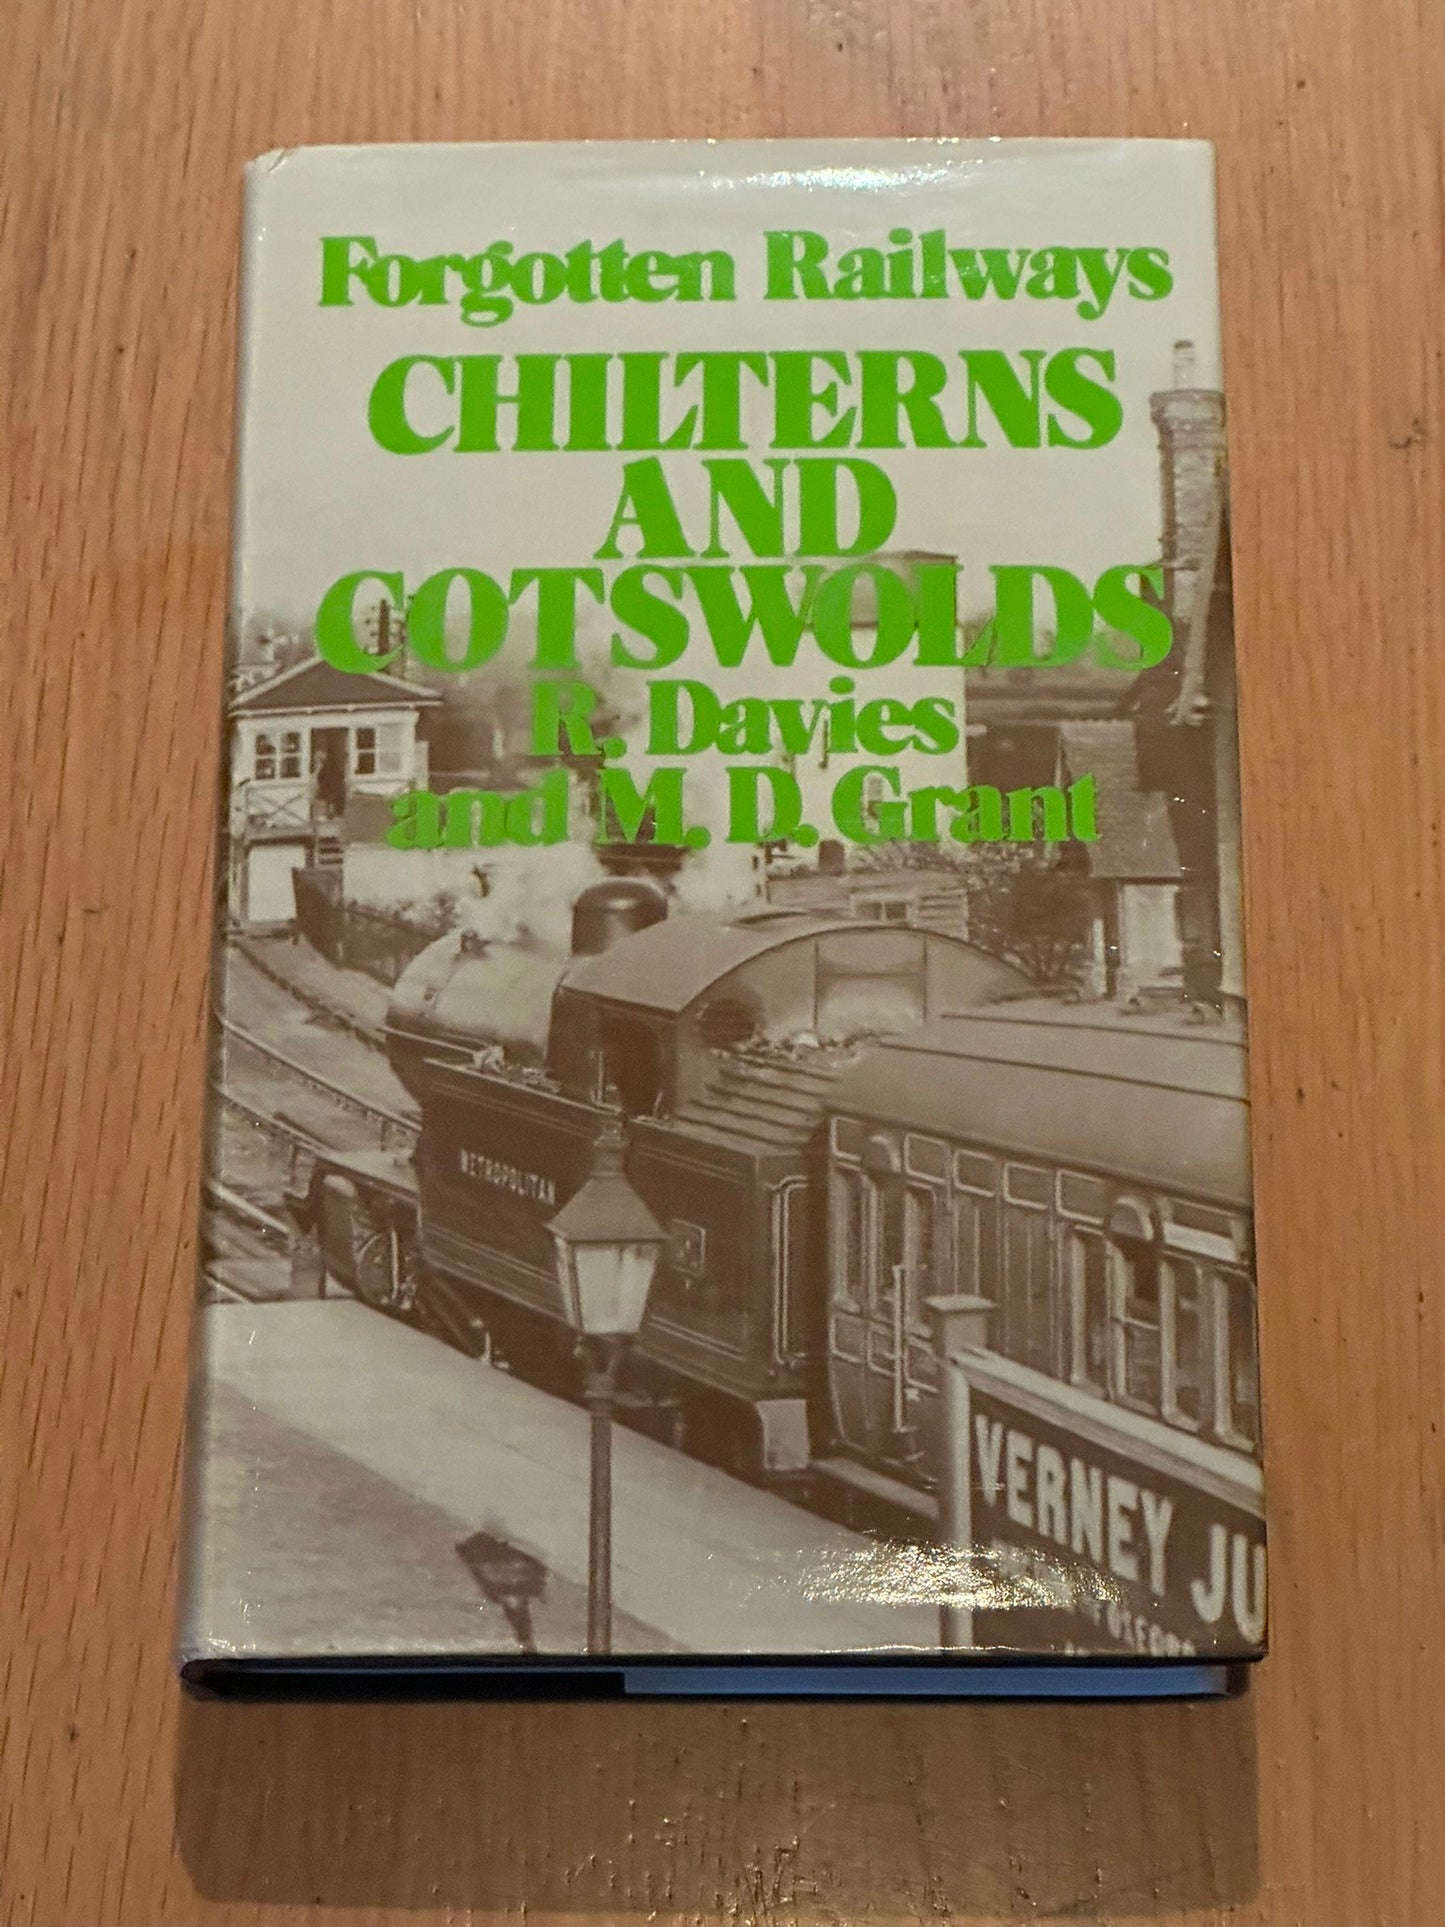 Forgotten Railways
CHILTERNS
AND
COTSWOLDS
R. Davies
and M. D. Grant
METROPOLITAN
VERNEY JU